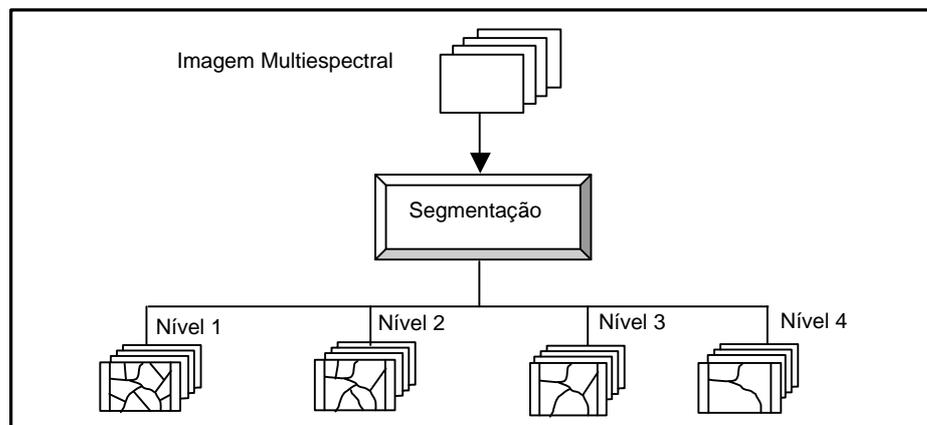 Imagem Multiespectral
Segmentação
Nível 1
Nível 2
Nível 3
Nível 4